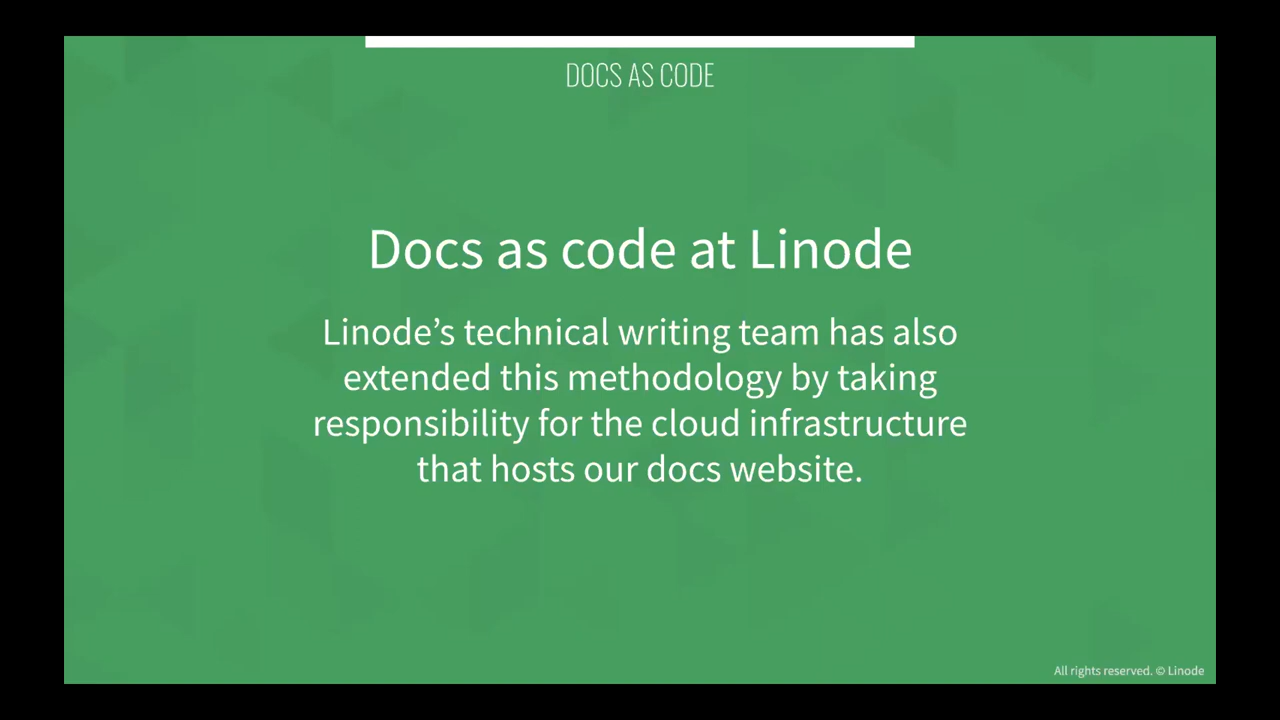 DOCS AS CODE
Docs as code at Linode
Linode’s technical writing team has also
extended this methodology by taking
responsibility for the cloud infrastructure
that hosts our docs website.
All rights reserved. © Linode